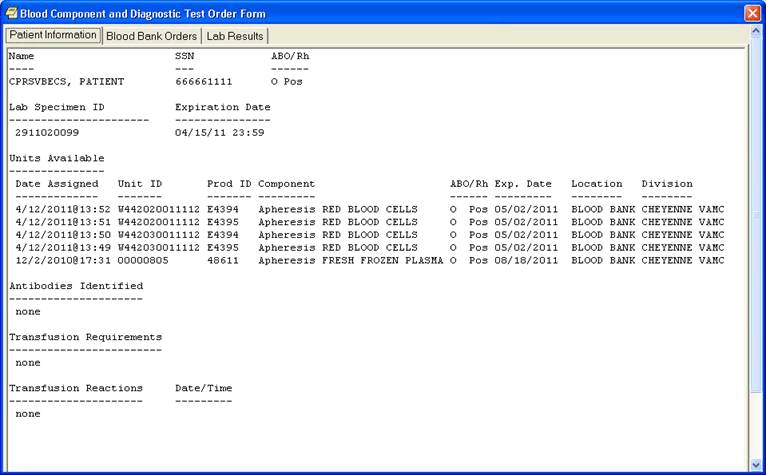 Blood Component and Diagnostic Test Order Form
Patient Information Blood Bank Orders Lab Results
Name SSN ABO/Rh
---- --- ------
CPRSVBECS, PATIENT 666661111 O Pos
Lab Specimen ID Expiration Date
---------------------- ---------------
2911020099 04/15/11 23:59
Units Available
---------------
Date Assigned Unit ID Prod ID Component ABO/Rh Exp. Date Location Division
------------- ------- ------- --------- ------ --------- -------- --------
4/12/2011@13:52 W442020011112 E4394 Apheresis RED BLOOD CELLS O Pos 05/02/2011 BLOOD BANK CHEYENNE VAMC
4/12/2011@13:51 W442020011112 E4395 Apheresis RED BLOOD CELLS O Pos 05/02/2011 BLOOD BANK CHEYENNE VAMC
4/12/2011@13:50 W442030011112 E4394 Apheresis RED BLOOD CELLS O Pos 05/02/2011 BLOOD BANK CHEYENNE VAMC
4/12/2011@13:49 W442030011112 E4395 Apheresis RED BLOOD CELLS O Pos 05/02/2011 BLOOD BANK CHEYENNE VAMC
12/2/2010@17:31 00000805 48611 Apheresis FRESH FROZEN PLASMA O Pos 08/18/2011 BLOOD BANK CHEYENNE VAMC
Antibodies Identified
---------------------
none
Transfusion Requirements
------------------------
none
Transfusion Reactions Date/Time
--------------------- ---------
none